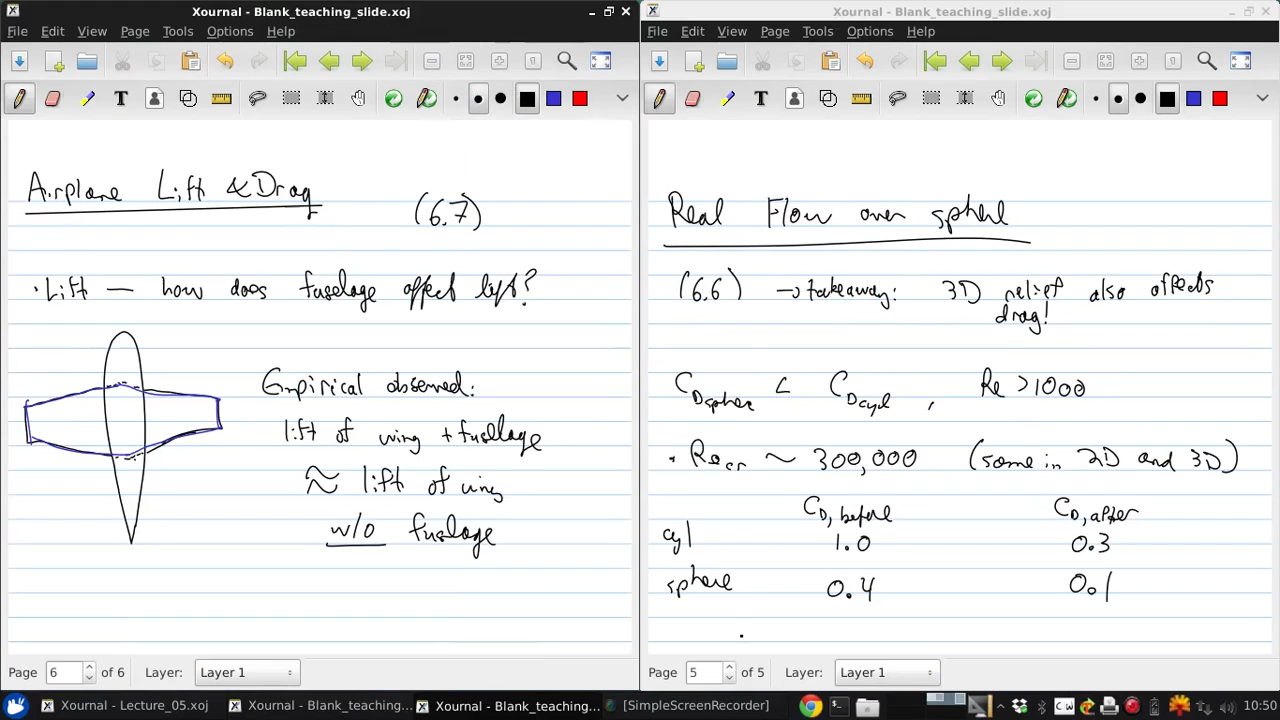 Xournal - Blank_teaching_slide.xoj
File Edit View Page Tools Options Help
Airplane Lift & Drag
(6.7)
· Lift — how does fuselage affect lift?
Empirical observed:
lift of wing + fuselage
≈ lift of wing
w/o fuselage
Page 6 of 6 Layer: Layer 1
Xournal - Blank_teaching_slide.xoj
File Edit View Page Tools Options Help
Real Flow over sphere
(6.6) → takeaway: 3D relief also affects
drag!
C_D sphere < C_D cyl , Re > 1000
· Re_cr ~ 300,000 (same in 2D and 3D)
C_D, before C_D, after
cyl 1.0 0.3
sphere 0.4 0.1
Page 5 of 5 Layer: Layer 1
Xournal - Lecture_05.xoj
Xournal - Blank_teaching...
Xournal - Blank_teaching_...
[SimpleScreenRecorder]
10:50